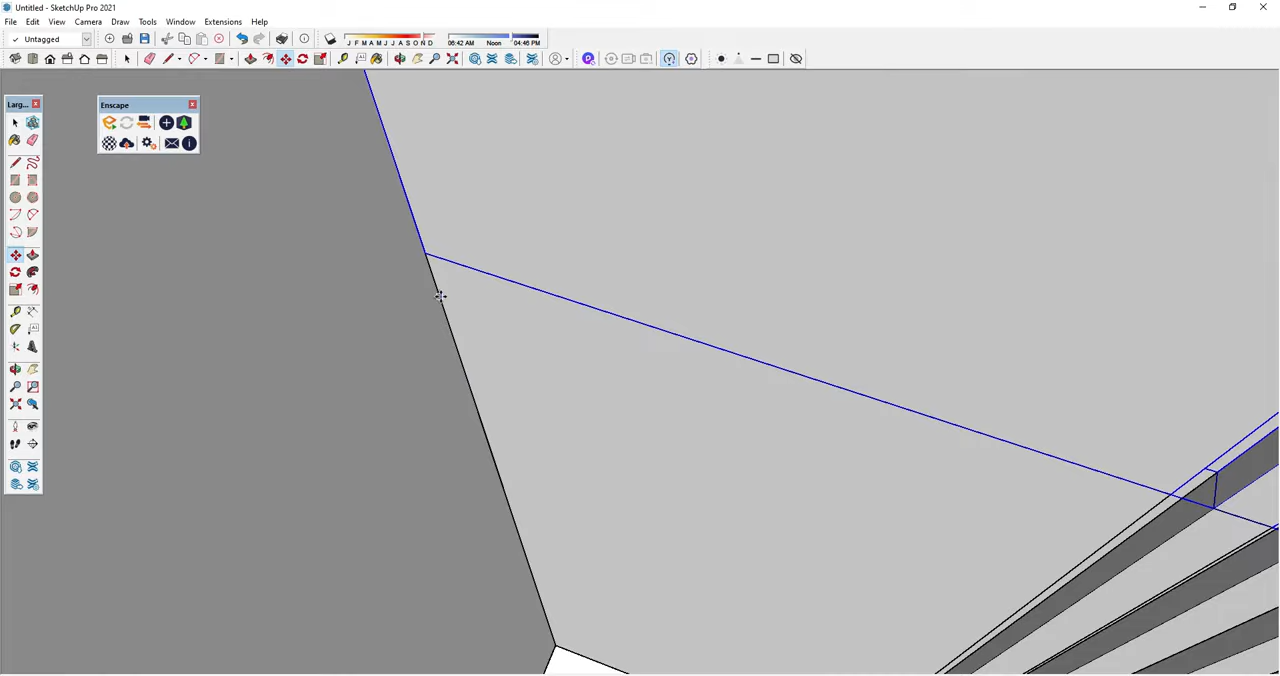 Untitled - SketchUp Pro 2021
File Edit View Camera Draw Tools Window Extensions Help
✓ Untagged
J F M A M J J A S O N D
06:42 AM Noon 04:46 PM
Larg...
Enscape